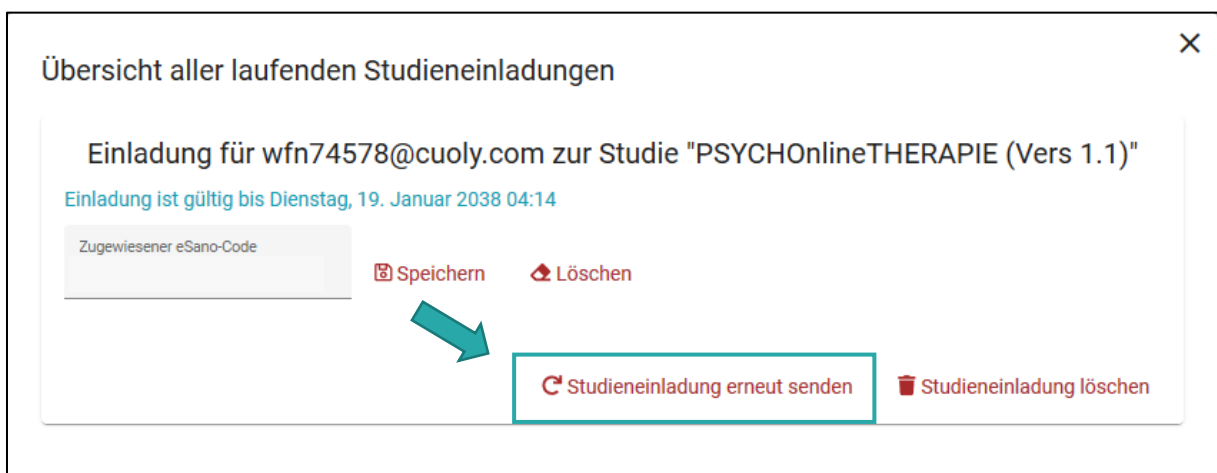 Übersicht aller laufenden Studieneinladungen
Einladung für wfn74578@cuoly.com zur Studie "PSYCHOnlineTHERAPIE (Vers 1.1)"
Einladung ist gültig bis Dienstag, 19. Januar 2038 04:14
Zugewiesener eSano-Code
Speichern Löschen
Studieneinladung erneut senden Studieneinladung löschen